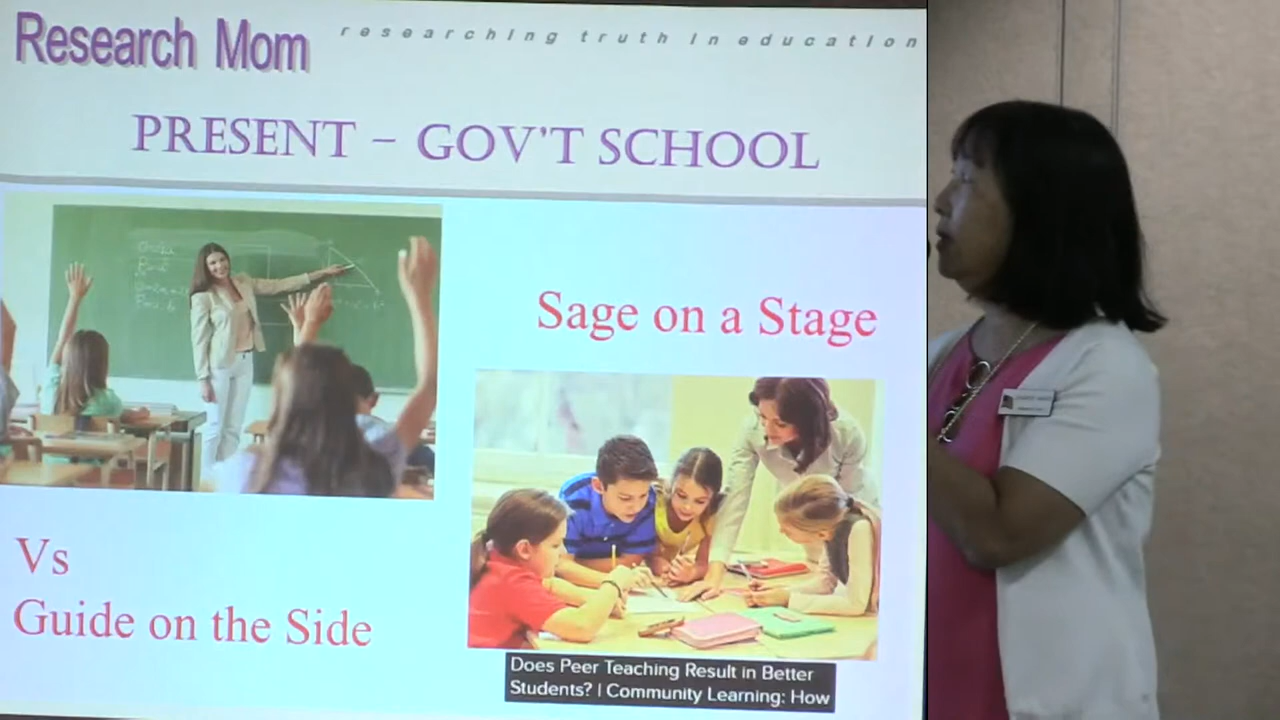 Research Mom
researching truth in education
PRESENT – GOV'T SCHOOL
Sage on a Stage
Vs
Guide on the Side
Does Peer Teaching Result in Better
Students? | Community Learning: How